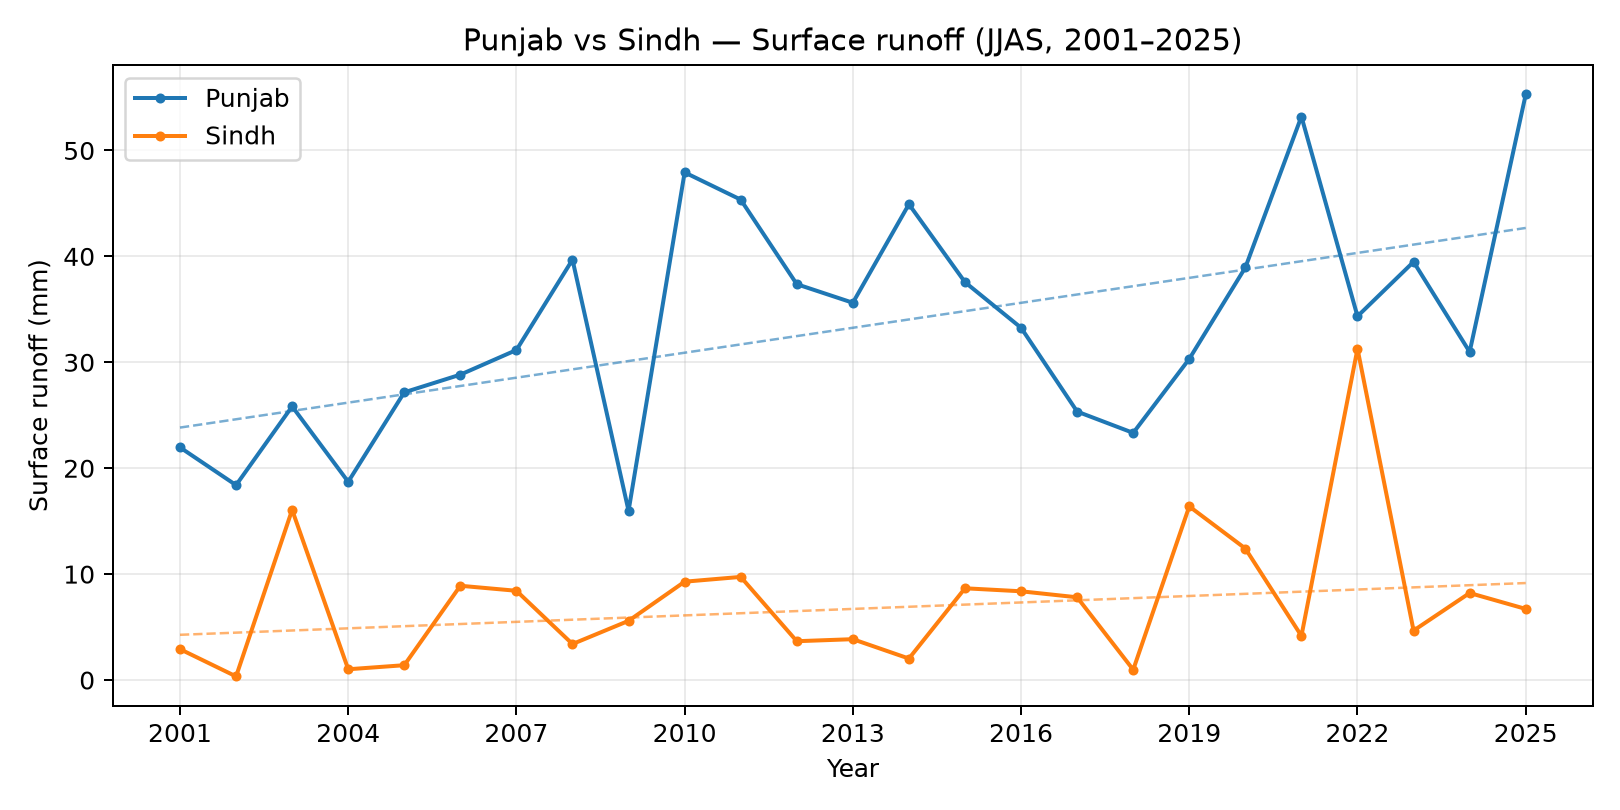 Punjab vs Sindh — Surface runoff (JJAS, 2001–2025)
Punjab
Sindh
Surface runoff (mm)
50
40
30
20
10
0
2001 2004 2007 2010 2013 2016 2019 2022 2025
Year